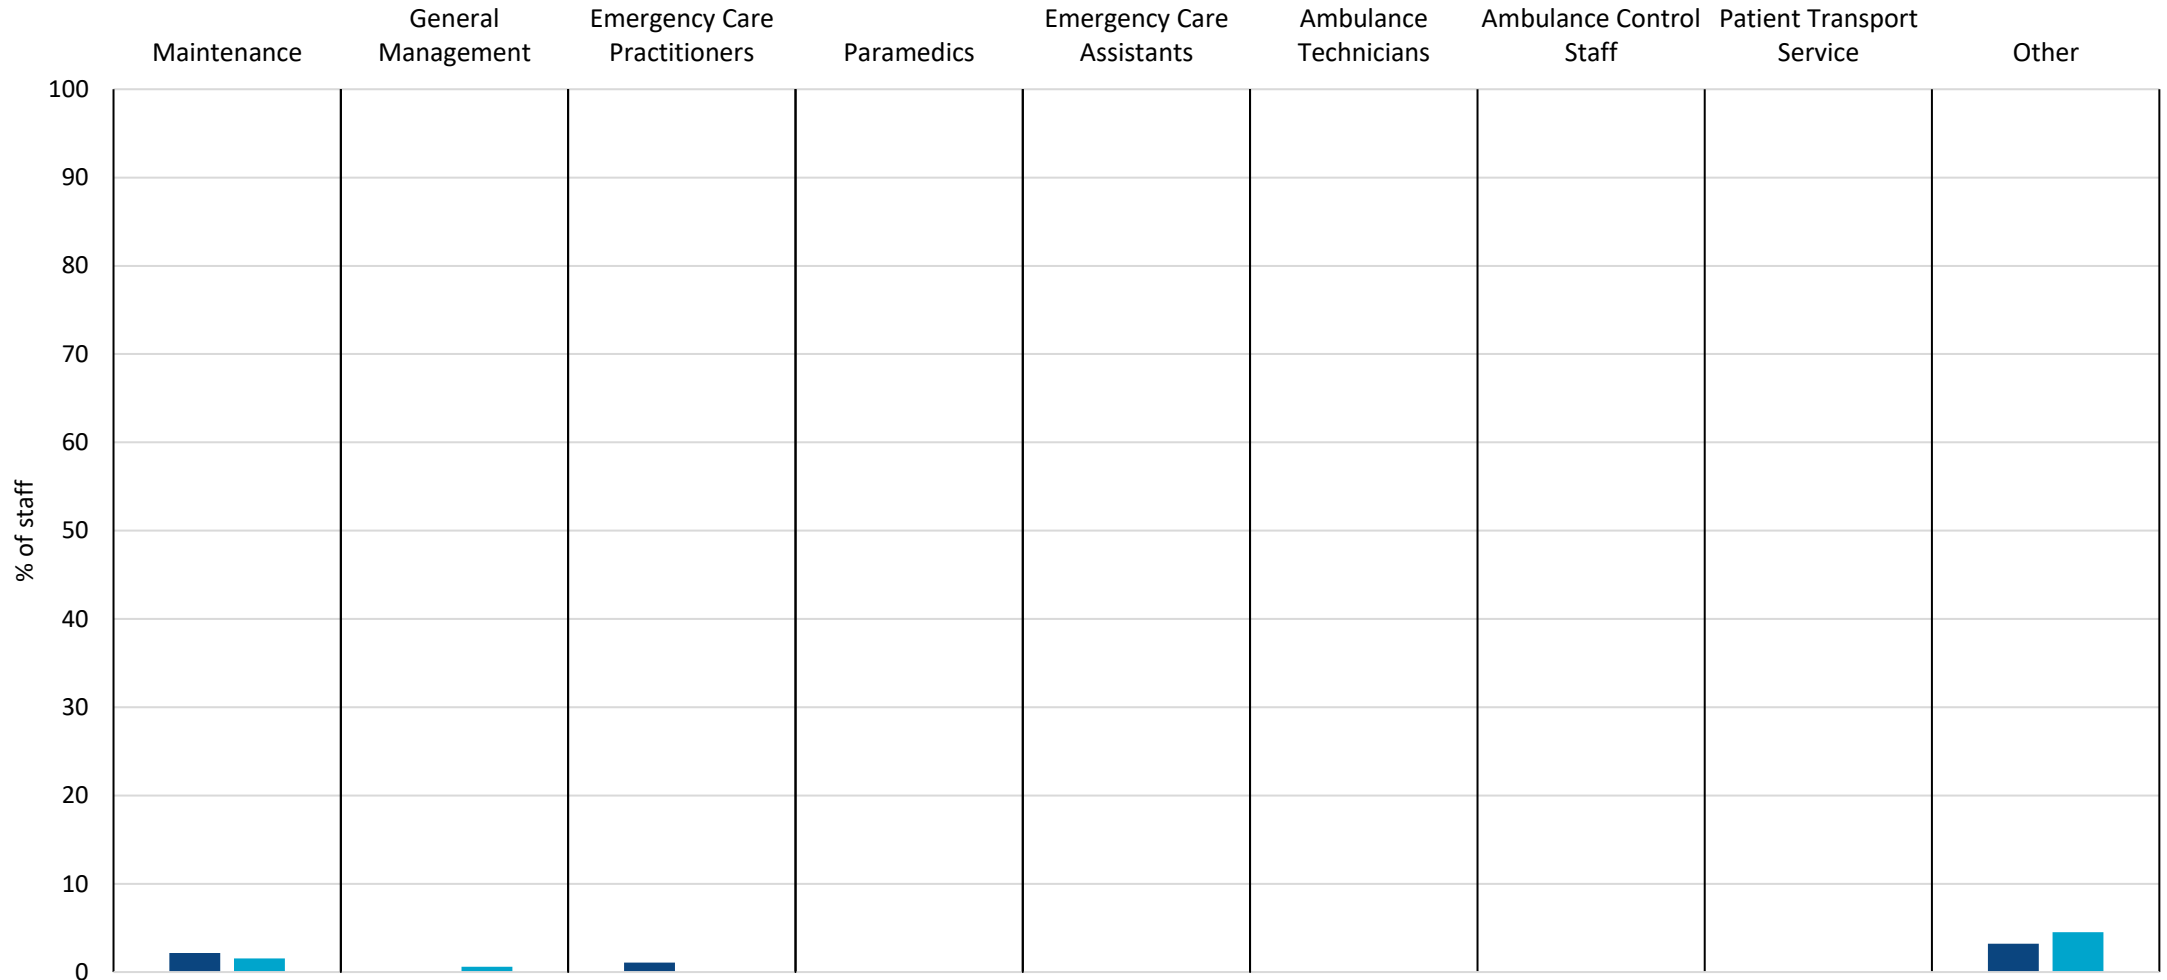 Maintenance
General
Management
Emergency Care
Practitioners
Paramedics
Emergency Care
Assistants
Ambulance
Technicians
Ambulance Control
Staff
Patient Transport
Service
Other
100
90
80
70
60
50
40
30
20
10
0
% of staff